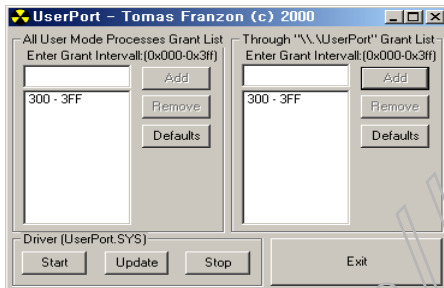 UserPort - Tomas Franzon (c) 2000
All User Mode Processes Grant List
Enter Grant Intervall:(0x000-0x3ff)
Add
300 - 3FF
Remove
Defaults
Through "\\.\UserPort" Grant List
Enter Grant Intervall:(0x000-0x3ff)
Add
300 - 3FF
Remove
Defaults
Driver (UserPort.SYS)
Start Update Stop
Exit